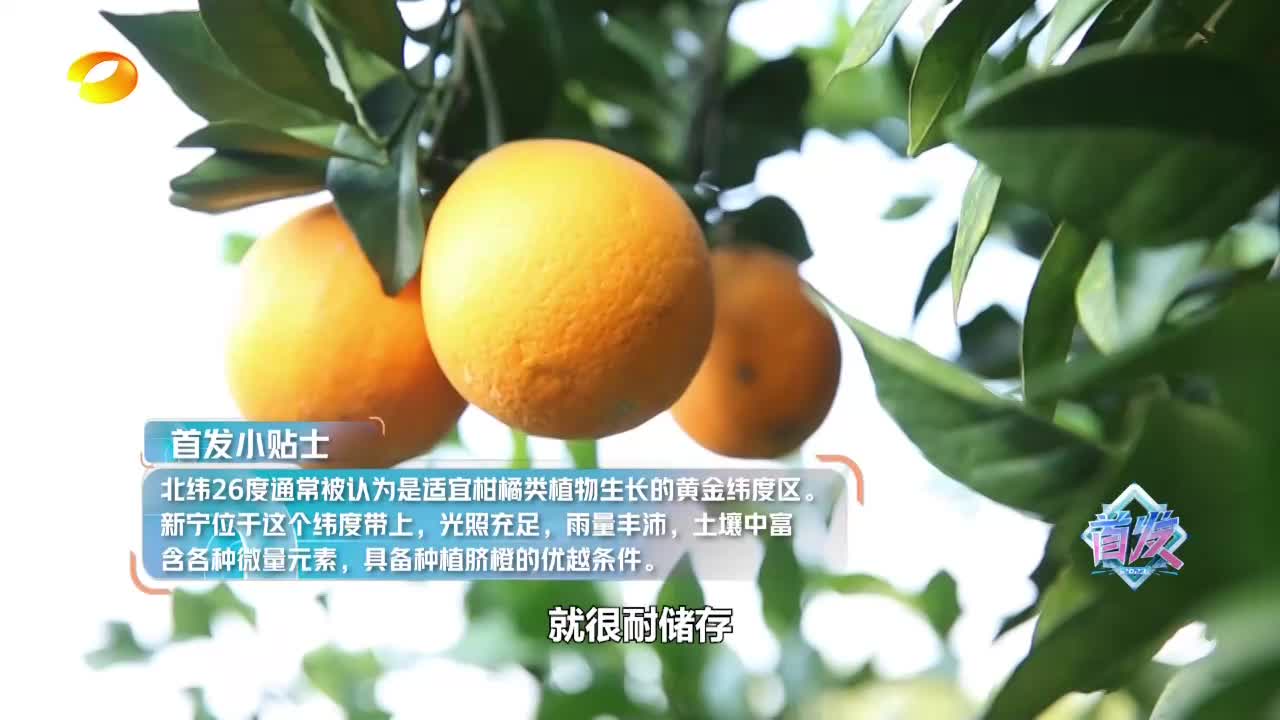 首发小贴士
北纬26度通常被认为是适宜柑橘类植物生长的黄金纬度区。
新宁位于这个纬度带上，光照充足，雨量丰沛，土壤中富
含各种微量元素，具备种植脐橙的优越条件。
首发
就很耐储存